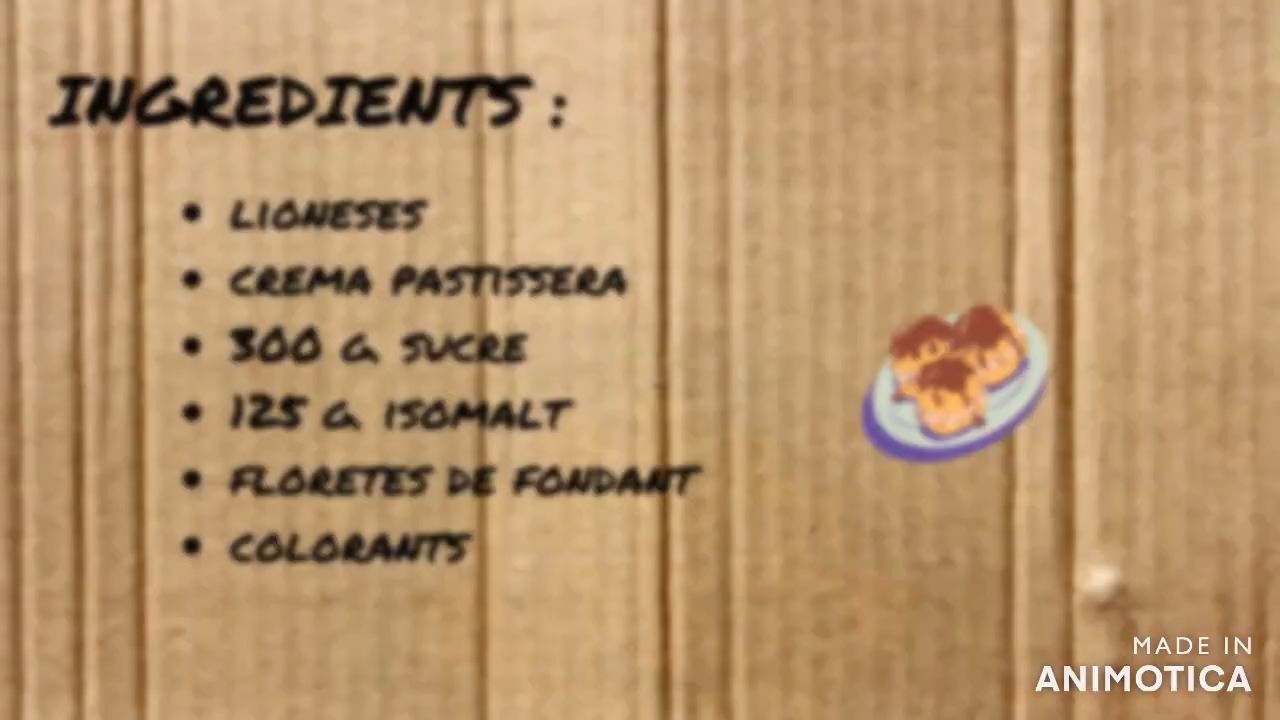 INGREDIENTS :
• LIONESES
• CREMA PASTISSERA
• 300 G SUCRE
• 125 G ISOMALT
• FLORETES DE FONDANT
• COLORANTS
MADE IN
ANIMOTICA